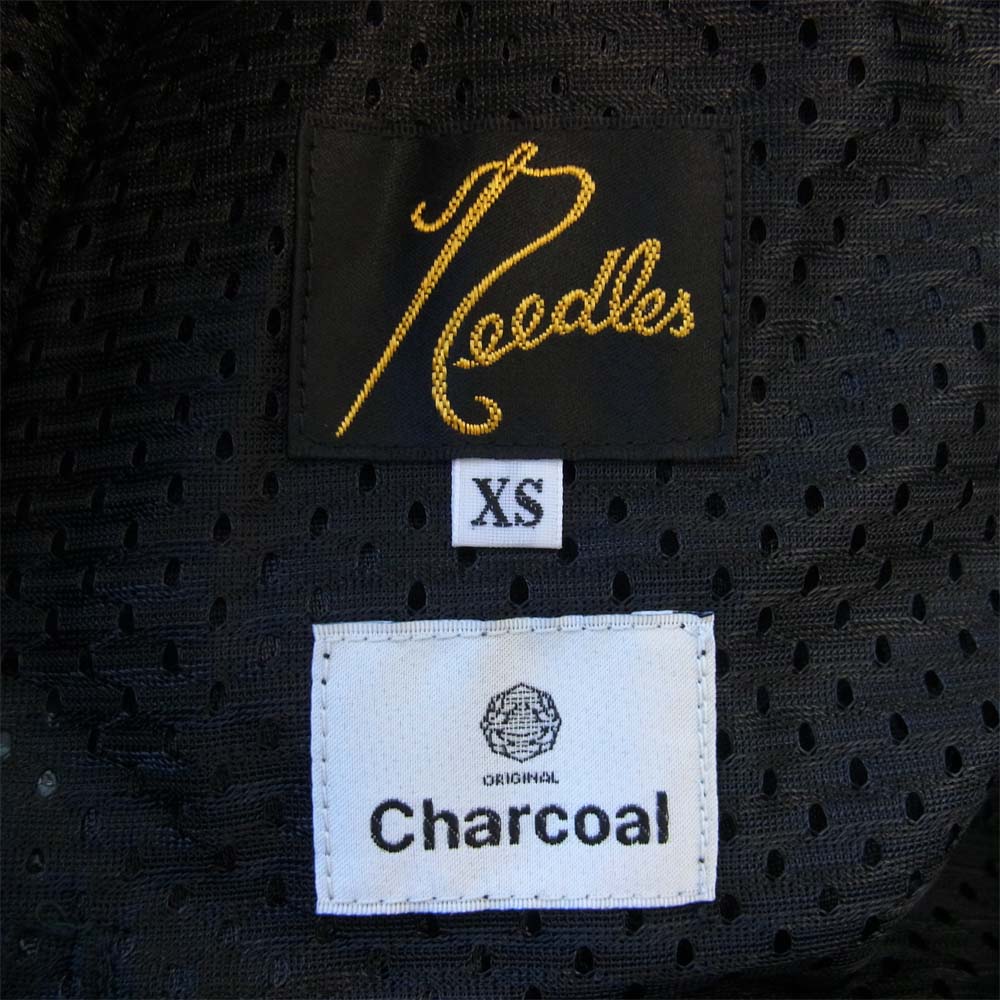 Needles
XS
ORIGINAL
Charcoal